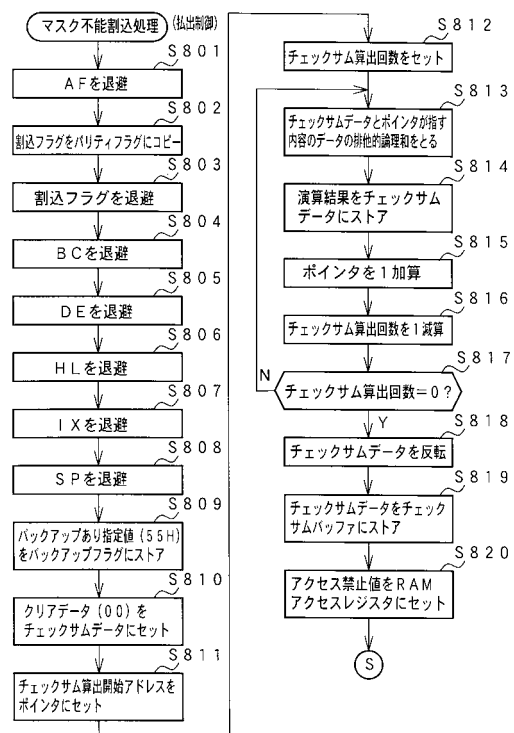 マスク不能割込処理
(払出制御)
S801
AFを退避
S802
割込フラグをパリティフラグにコピー
S803
割込フラグを退避
S804
BCを退避
S805
DEを退避
S806
HLを退避
S807
IXを退避
S808
SPを退避
S809
バックアップあり指定値(55H)
をバックアップフラグにストア
S810
クリアデータ(00)を
チェックサムデータにセット
S811
チェックサム算出開始アドレスを
ポインタにセット
S812
チェックサム算出回数をセット
S813
チェックサムデータとポインタが指す
内容のデータの排他的論理和をとる
S814
演算結果をチェックサム
データにストア
S815
ポインタを1加算
S816
チェックサム算出回数を1減算
S817
N
チェックサム算出回数=0?
Y
S818
チェックサムデータを反転
S819
チェックサムデータをチェック
サムバッファにストア
S820
アクセス禁止値をRAM
アクセスレジスタにセット
S